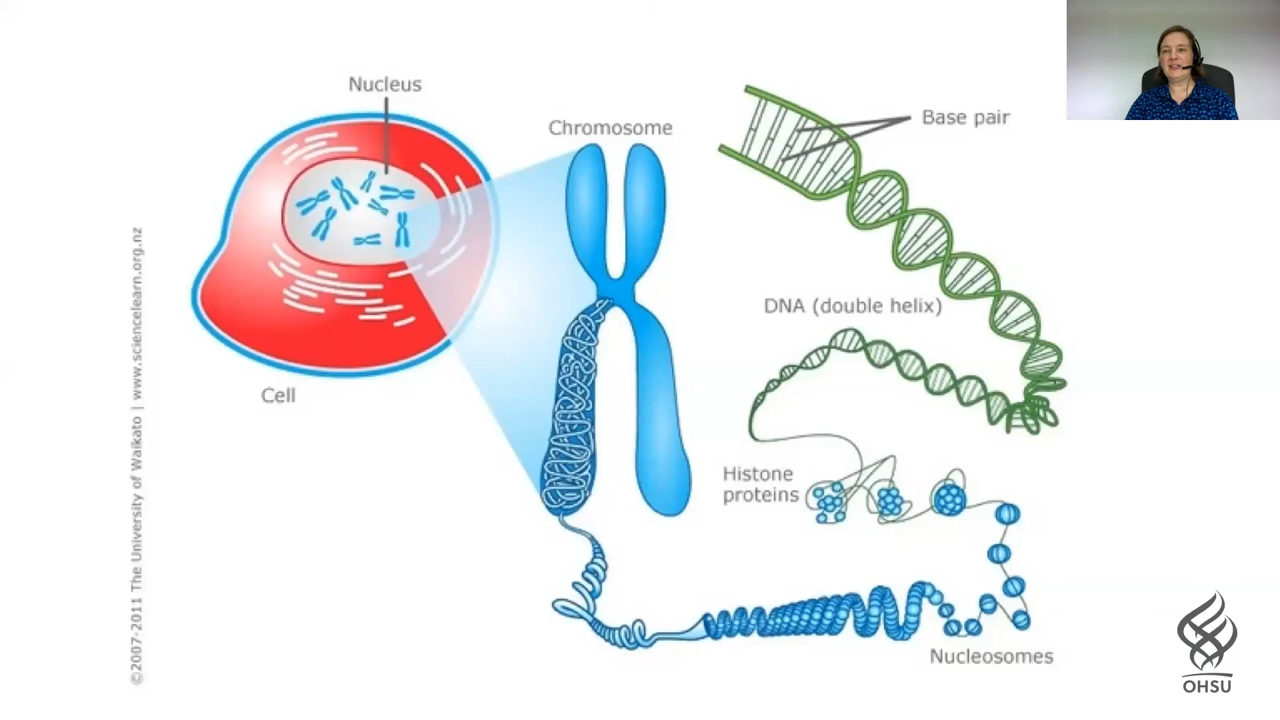 Nucleus
Chromosome
Base pair
DNA (double helix)
Cell
Histone
proteins
Nucleosomes
©2007-2011 The University of Waikato | www.sciencelearn.org.nz
OHSU